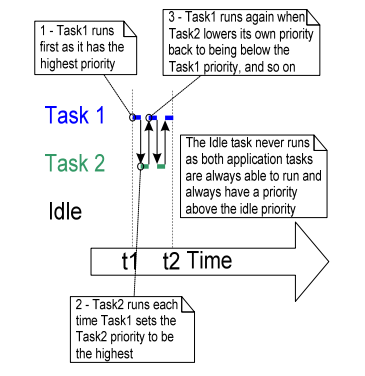 1 - Task1 runs
first as it has the
highest priority
3 - Task1 runs again when
Task2 lowers its own priority
back to being below the
Task1 priority, and so on
Task 1
Task 2
Idle
The Idle task never runs
as both application tasks
are always able to run and
always have a priority
above the idle priority
t1 t2 Time
2 - Task2 runs each
time Task1 sets the
Task2 priority to be
the highest